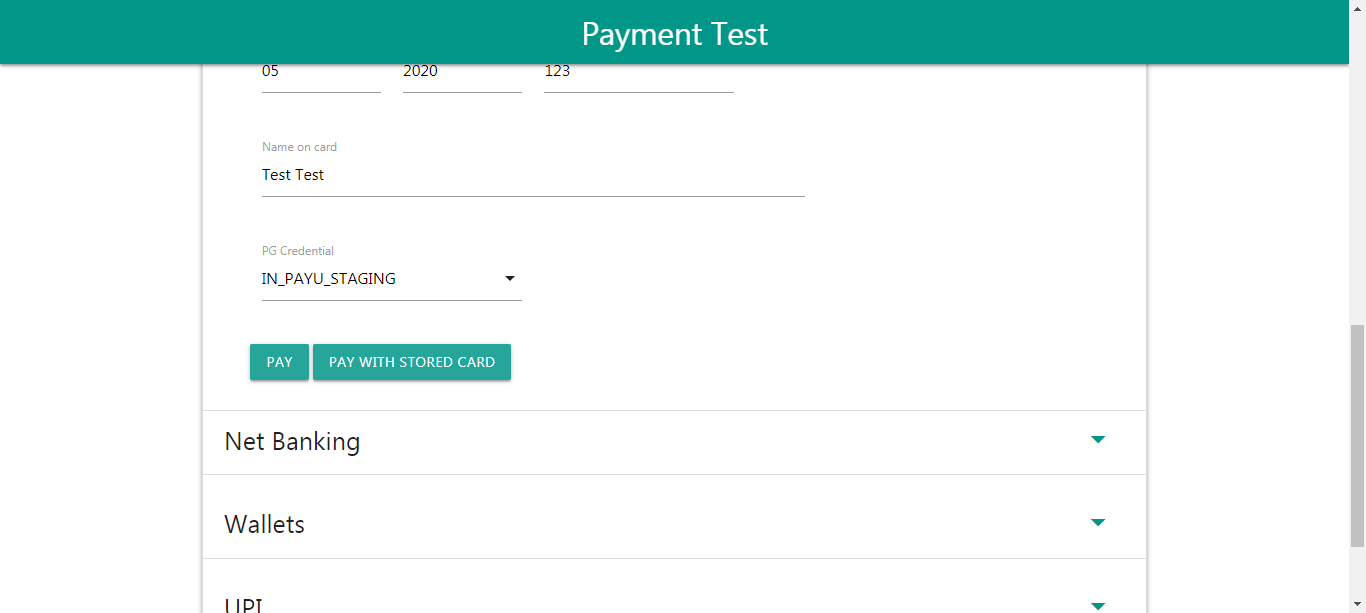 Payment Test
05 2020 123
Name on card
Test Test
PG Credential
IN_PAYU_STAGING
PAY PAY WITH STORED CARD
Net Banking
Wallets
UPI